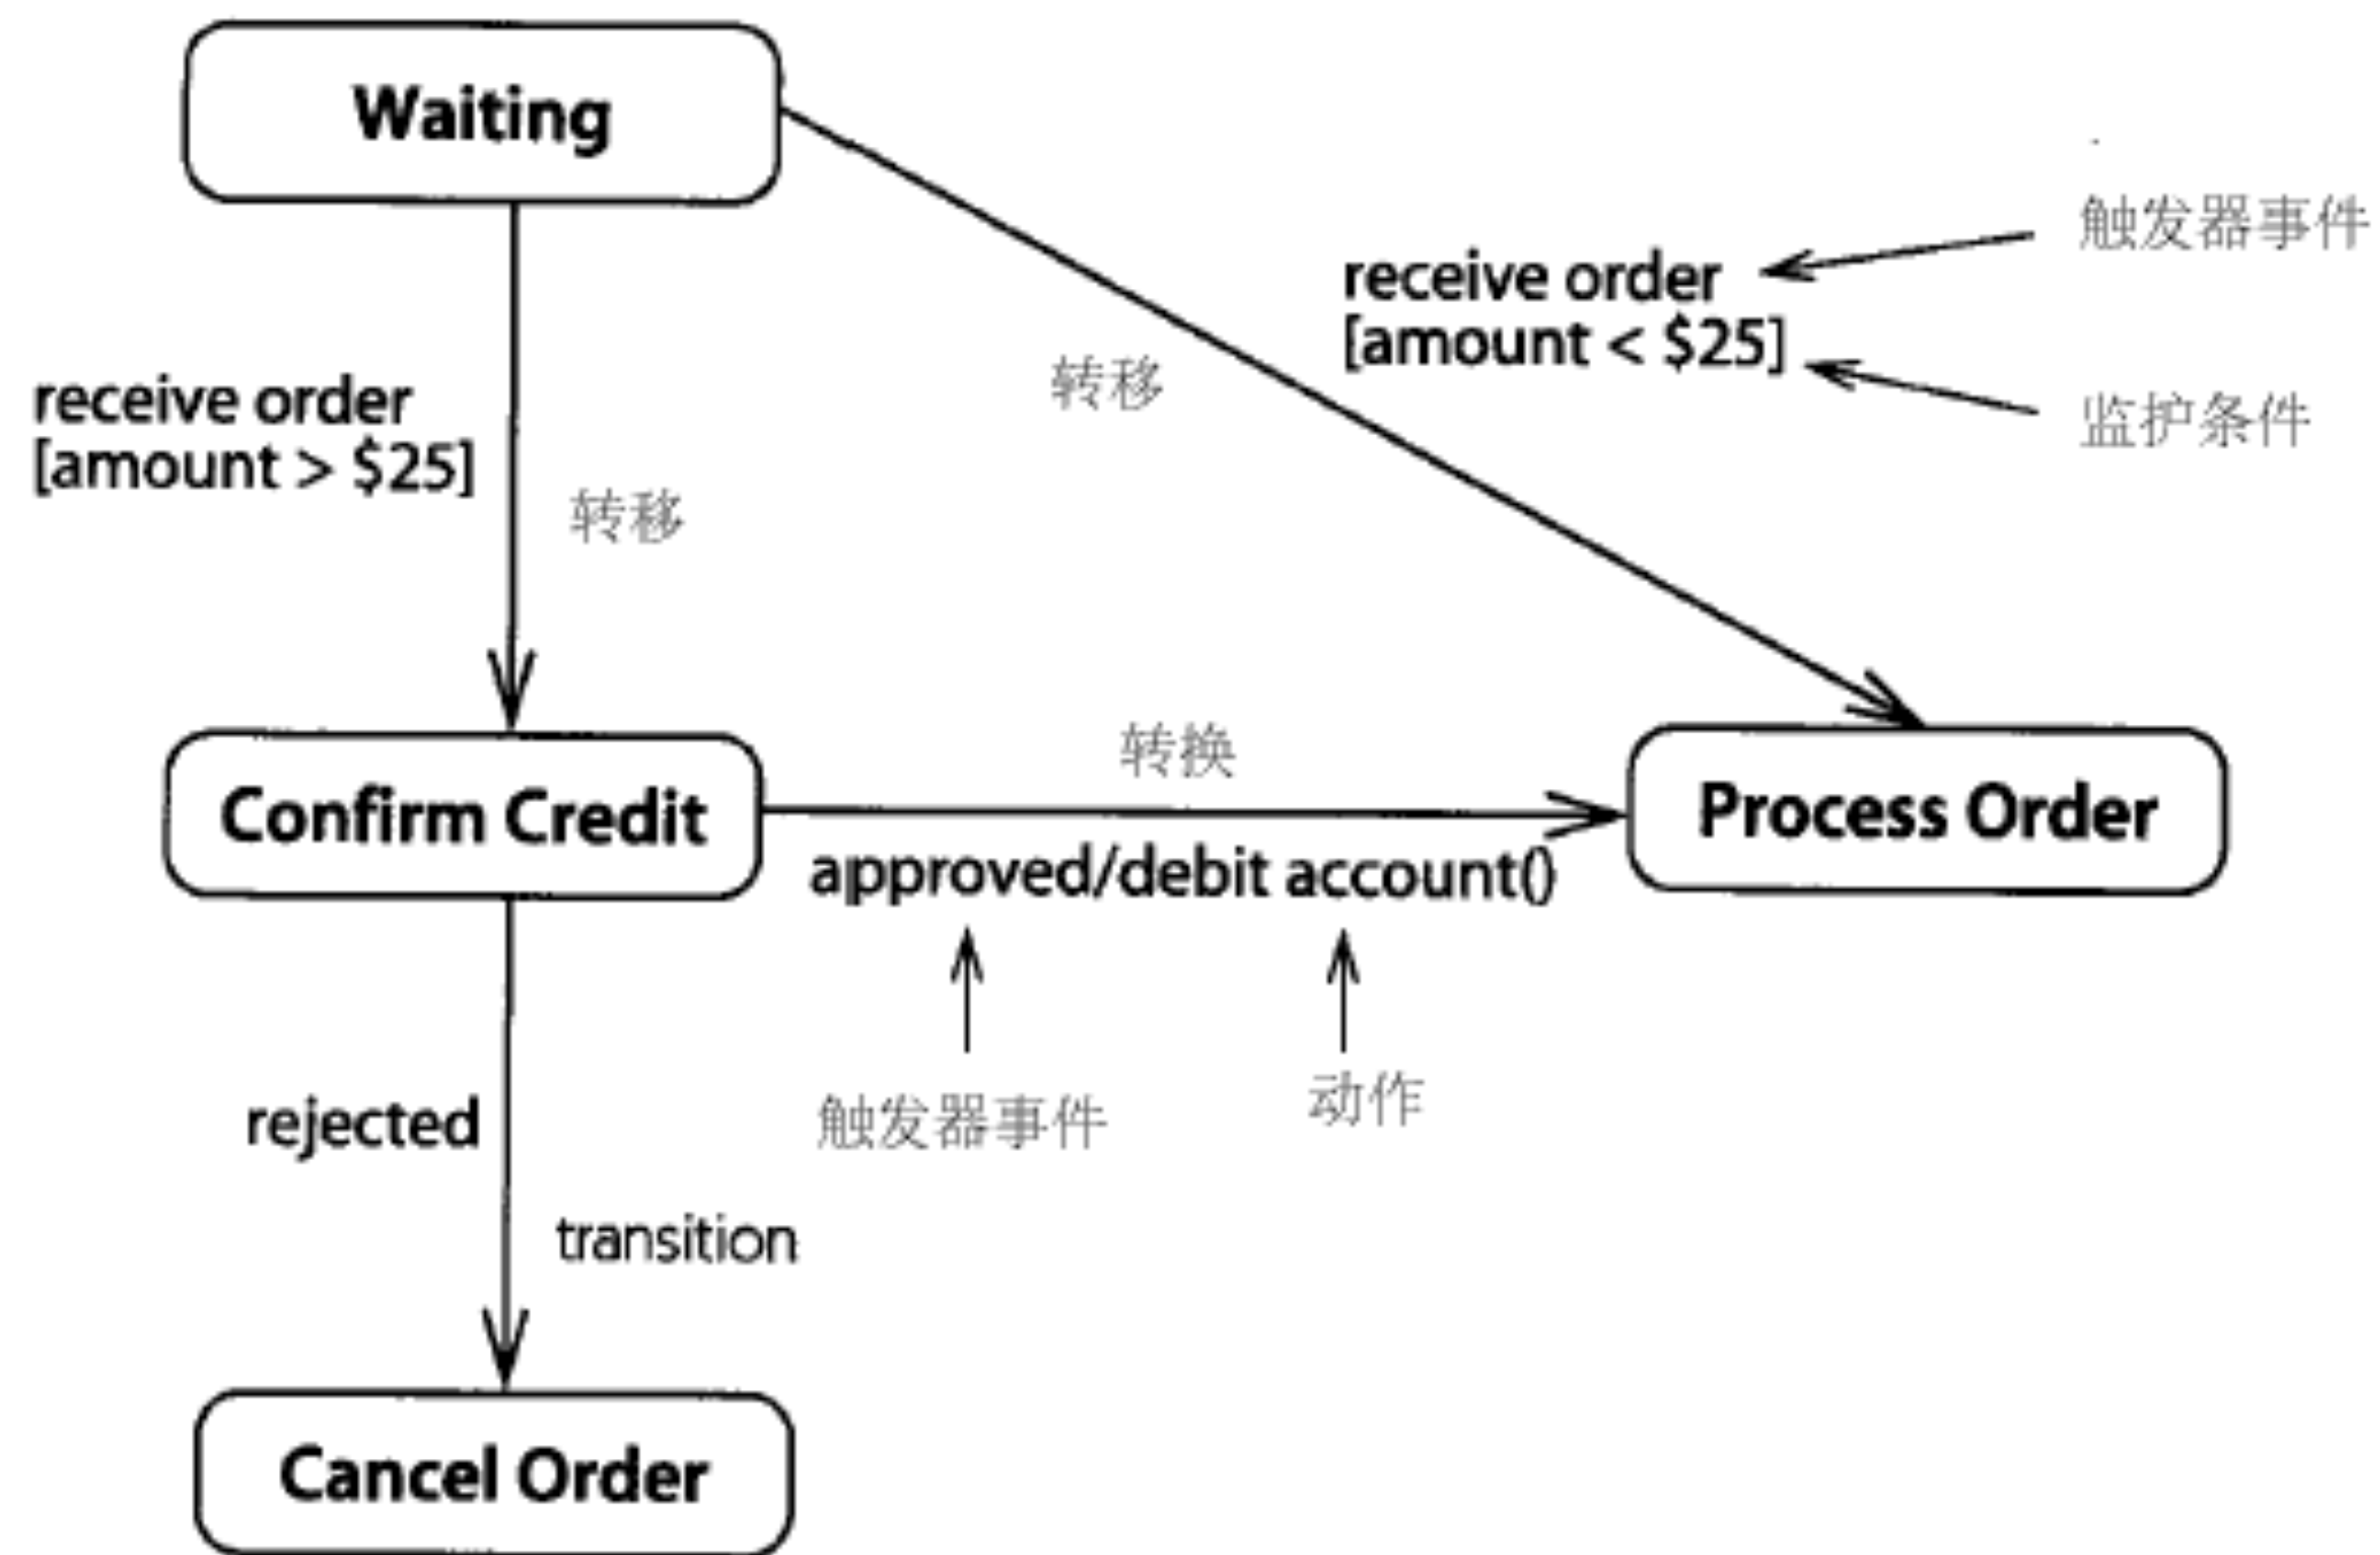 Waiting
触发器事件
receive order
[amount < $25]
转移
监护条件
receive order
[amount > $25]
转移
转换
Confirm Credit
Process Order
approved/debit account()
触发器事件
动作
rejected
transition
Cancel Order